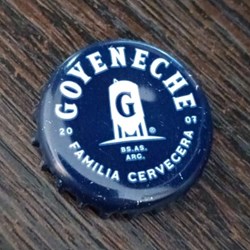 GOYENECHE
20 07
G
BS.AS.
ARG.
FAMILIA CERVECERA